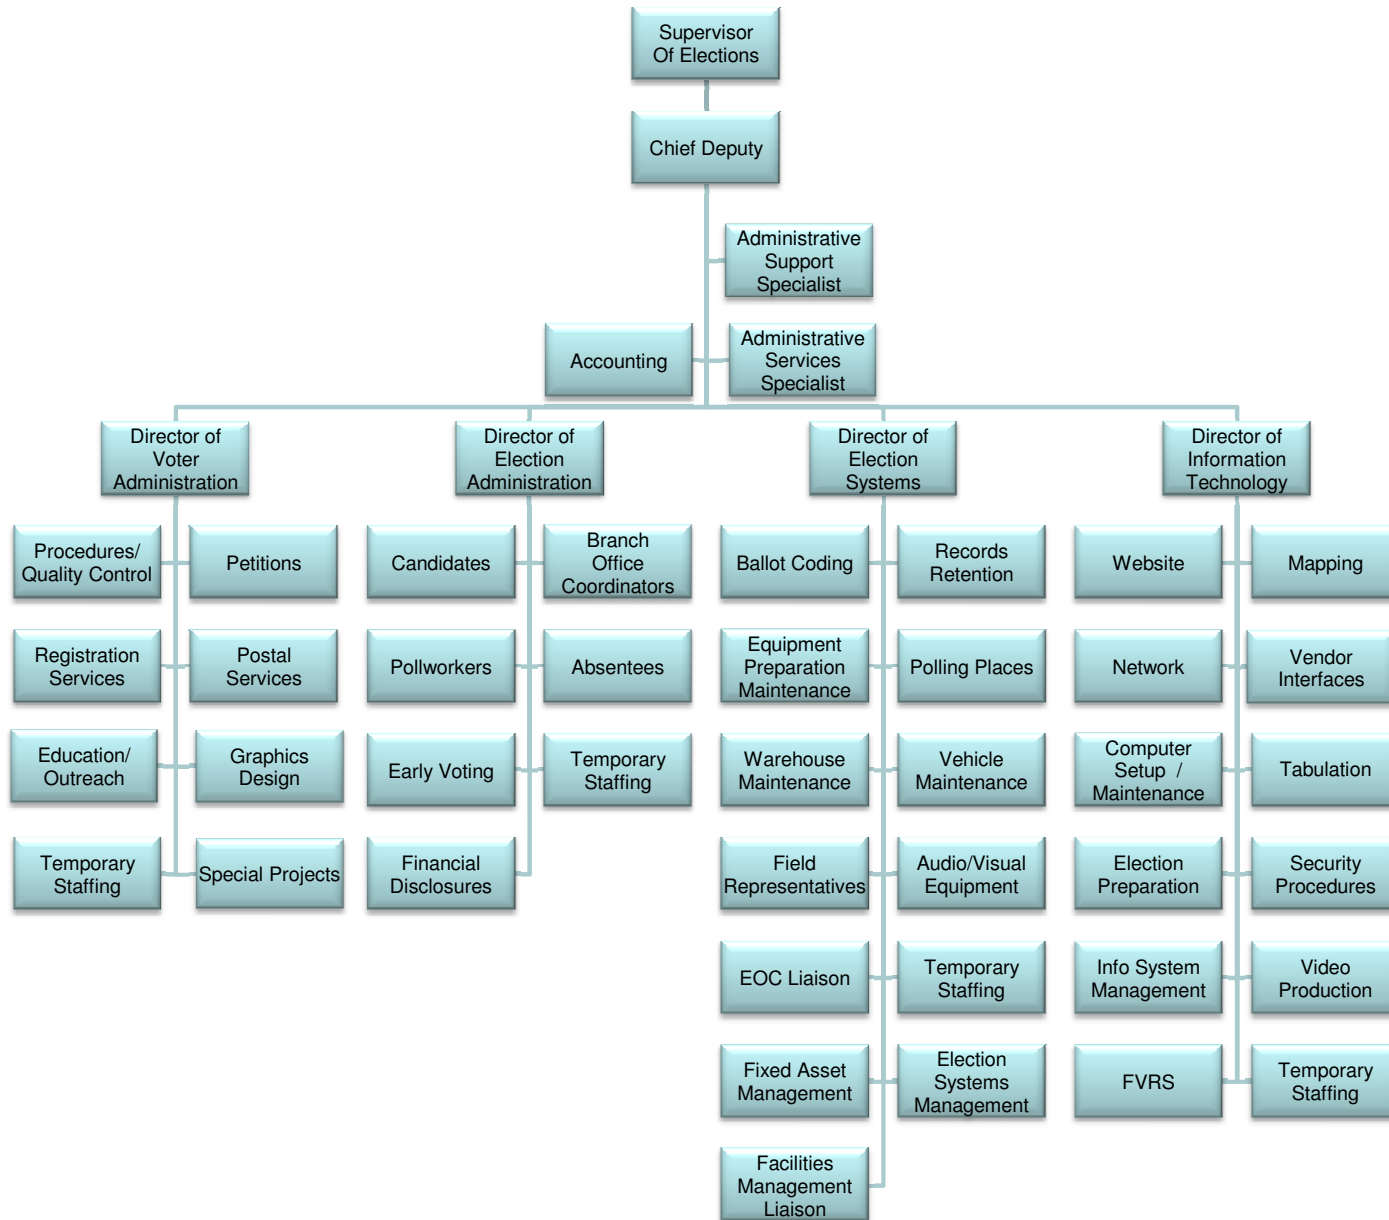 Supervisor
Of Elections
Chief Deputy
Administrative
Support
Specialist
Accounting
Administrative
Services
Specialist
Director of
Voter
Administration
Director of
Election
Administration
Director of
Election
Systems
Director of
Information
Technology
Procedures/
Quality Control
Petitions
Registration
Services
Postal
Services
Education/
Outreach
Graphics
Design
Temporary
Staffing
Special Projects
Candidates
Branch
Office
Coordinators
Pollworkers
Absentees
Early Voting
Temporary
Staffing
Financial
Disclosures
Ballot Coding
Records
Retention
Equipment
Preparation
Maintenance
Polling Places
Warehouse
Maintenance
Vehicle
Maintenance
Field
Representatives
Audio/Visual
Equipment
EOC Liaison
Temporary
Staffing
Fixed Asset
Management
Election
Systems
Management
Facilities
Management
Liaison
Website
Mapping
Network
Vendor
Interfaces
Computer
Setup /
Maintenance
Tabulation
Election
Preparation
Security
Procedures
Info System
Management
Video
Production
FVRS
Temporary
Staffing